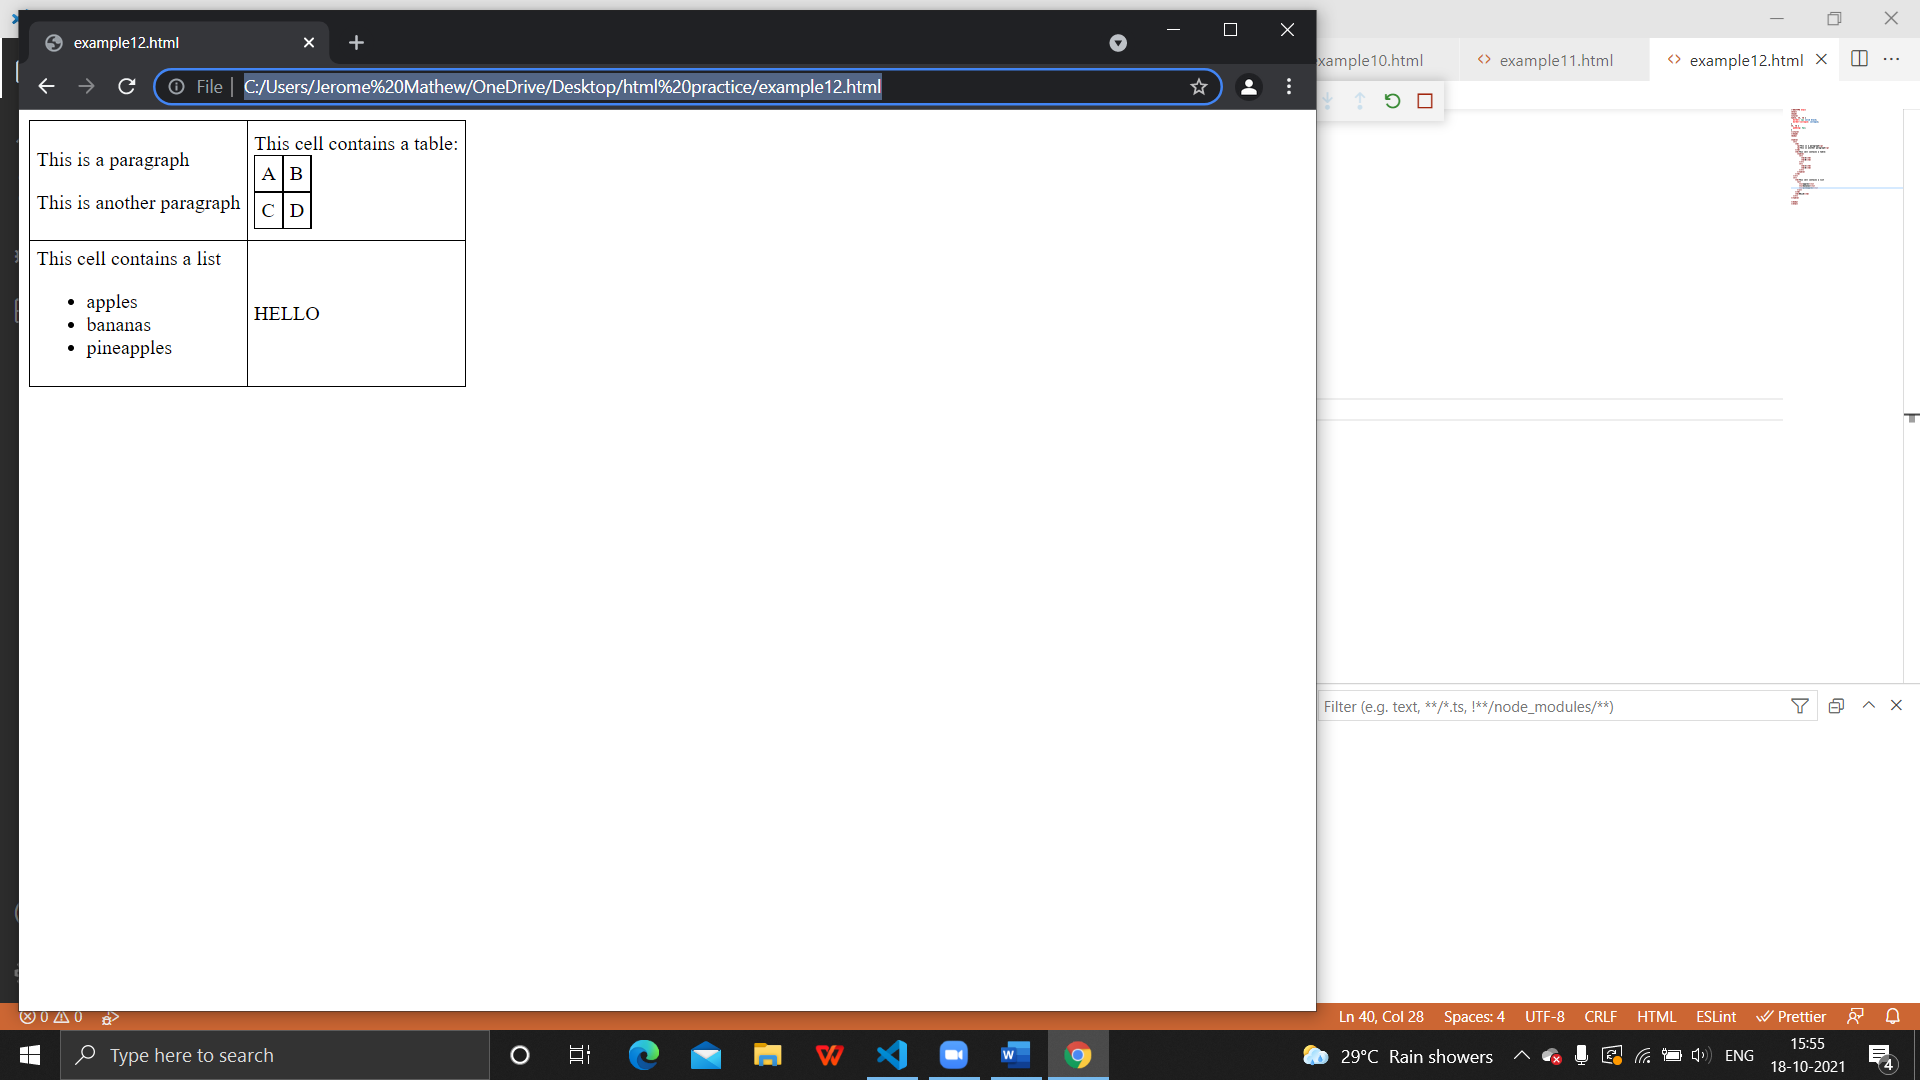 example12.html
File
C:/Users/Jerome%20Mathew/OneDrive/Desktop/html%20practice/example12.html
This is a paragraph
This is another paragraph
This cell contains a table:
A B
C D
This cell contains a list
• apples
• bananas
• pineapples
HELLO
example10.html
example11.html
example12.html
Filter (e.g. text, **/*.ts, !**/node_modules/**)
0 0
Ln 40, Col 28 Spaces: 4 UTF-8 CRLF HTML ESLint Prettier
Type here to search
29°C Rain showers
ENG
15:55
18-10-2021
4